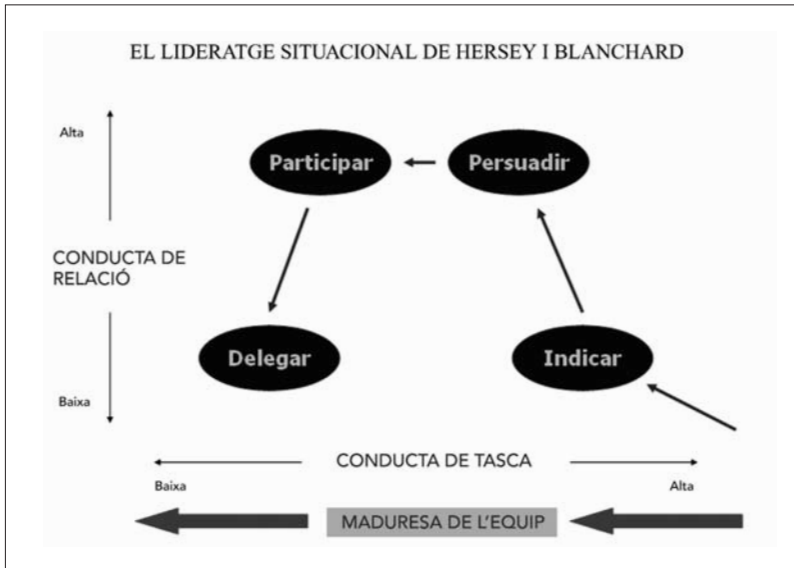 EL LIDERATGE SITUACIONAL DE HERSEY I BLANCHARD
Alta
Participar
Persuadir
CONDUCTA DE
RELACIÓ
Delegar
Indicar
Baixa
CONDUCTA DE TASCA
Baixa
Alta
MADURESA DE L'EQUIP